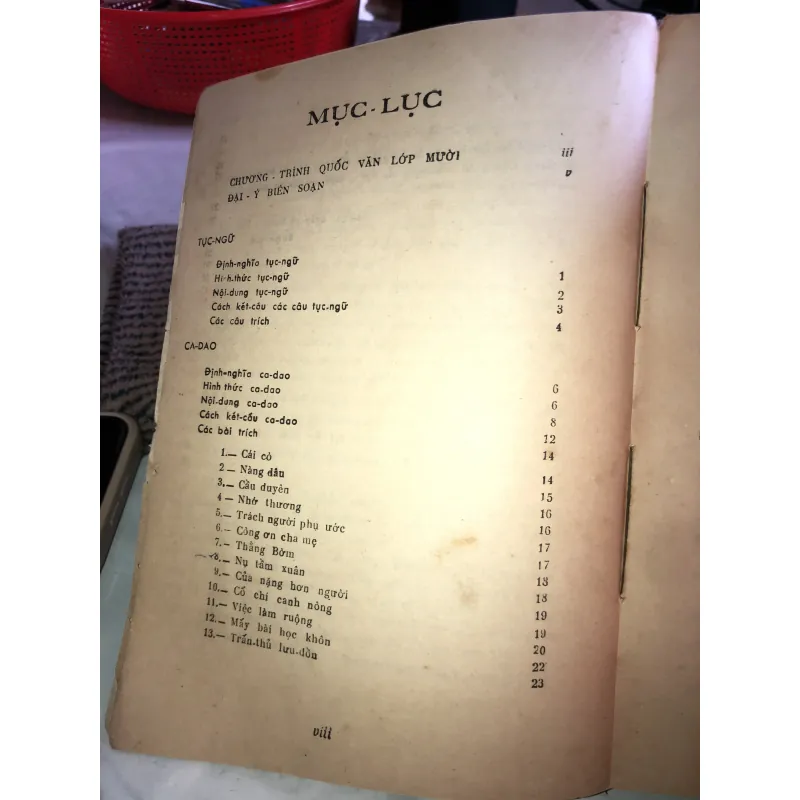 MỤC-LỤC
CHƯƠNG-TRÌNH QUỐC VĂN LỚP MƯỜI iii
ĐẠI-Ý BIÊN SOẠN v
TỤC-NGỮ
Định-nghĩa tục-ngữ 1
Hình.thức tục-ngữ 2
Nội-dung tục-ngữ 3
Cách kết-cấu các câu tục-ngữ 4
Các câu trích
CA-DAO
Định-nghĩa ca-dao 6
Hình thức ca-dao 6
Nội-dung ca-dao 8
Cách kết-cấu ca-dao 12
Các bài trích 14
1.— Cái cò 14
2 — Nàng dâu 15
3.— Cầu duyên 16
4 — Nhớ thương 16
5.— Trách người phụ ước 17
6.— Công ơn cha mẹ 17
7.— Thằng Bờm 18
8.— Nụ tầm xuân 18
9.— Của nặng hơn người 19
10.— Cố chí canh nông 19
11.— Việc làm ruộng 20
12.— Mấy bài học khôn 22
13.— Trấn-thủ lưu-đồn 23
viii